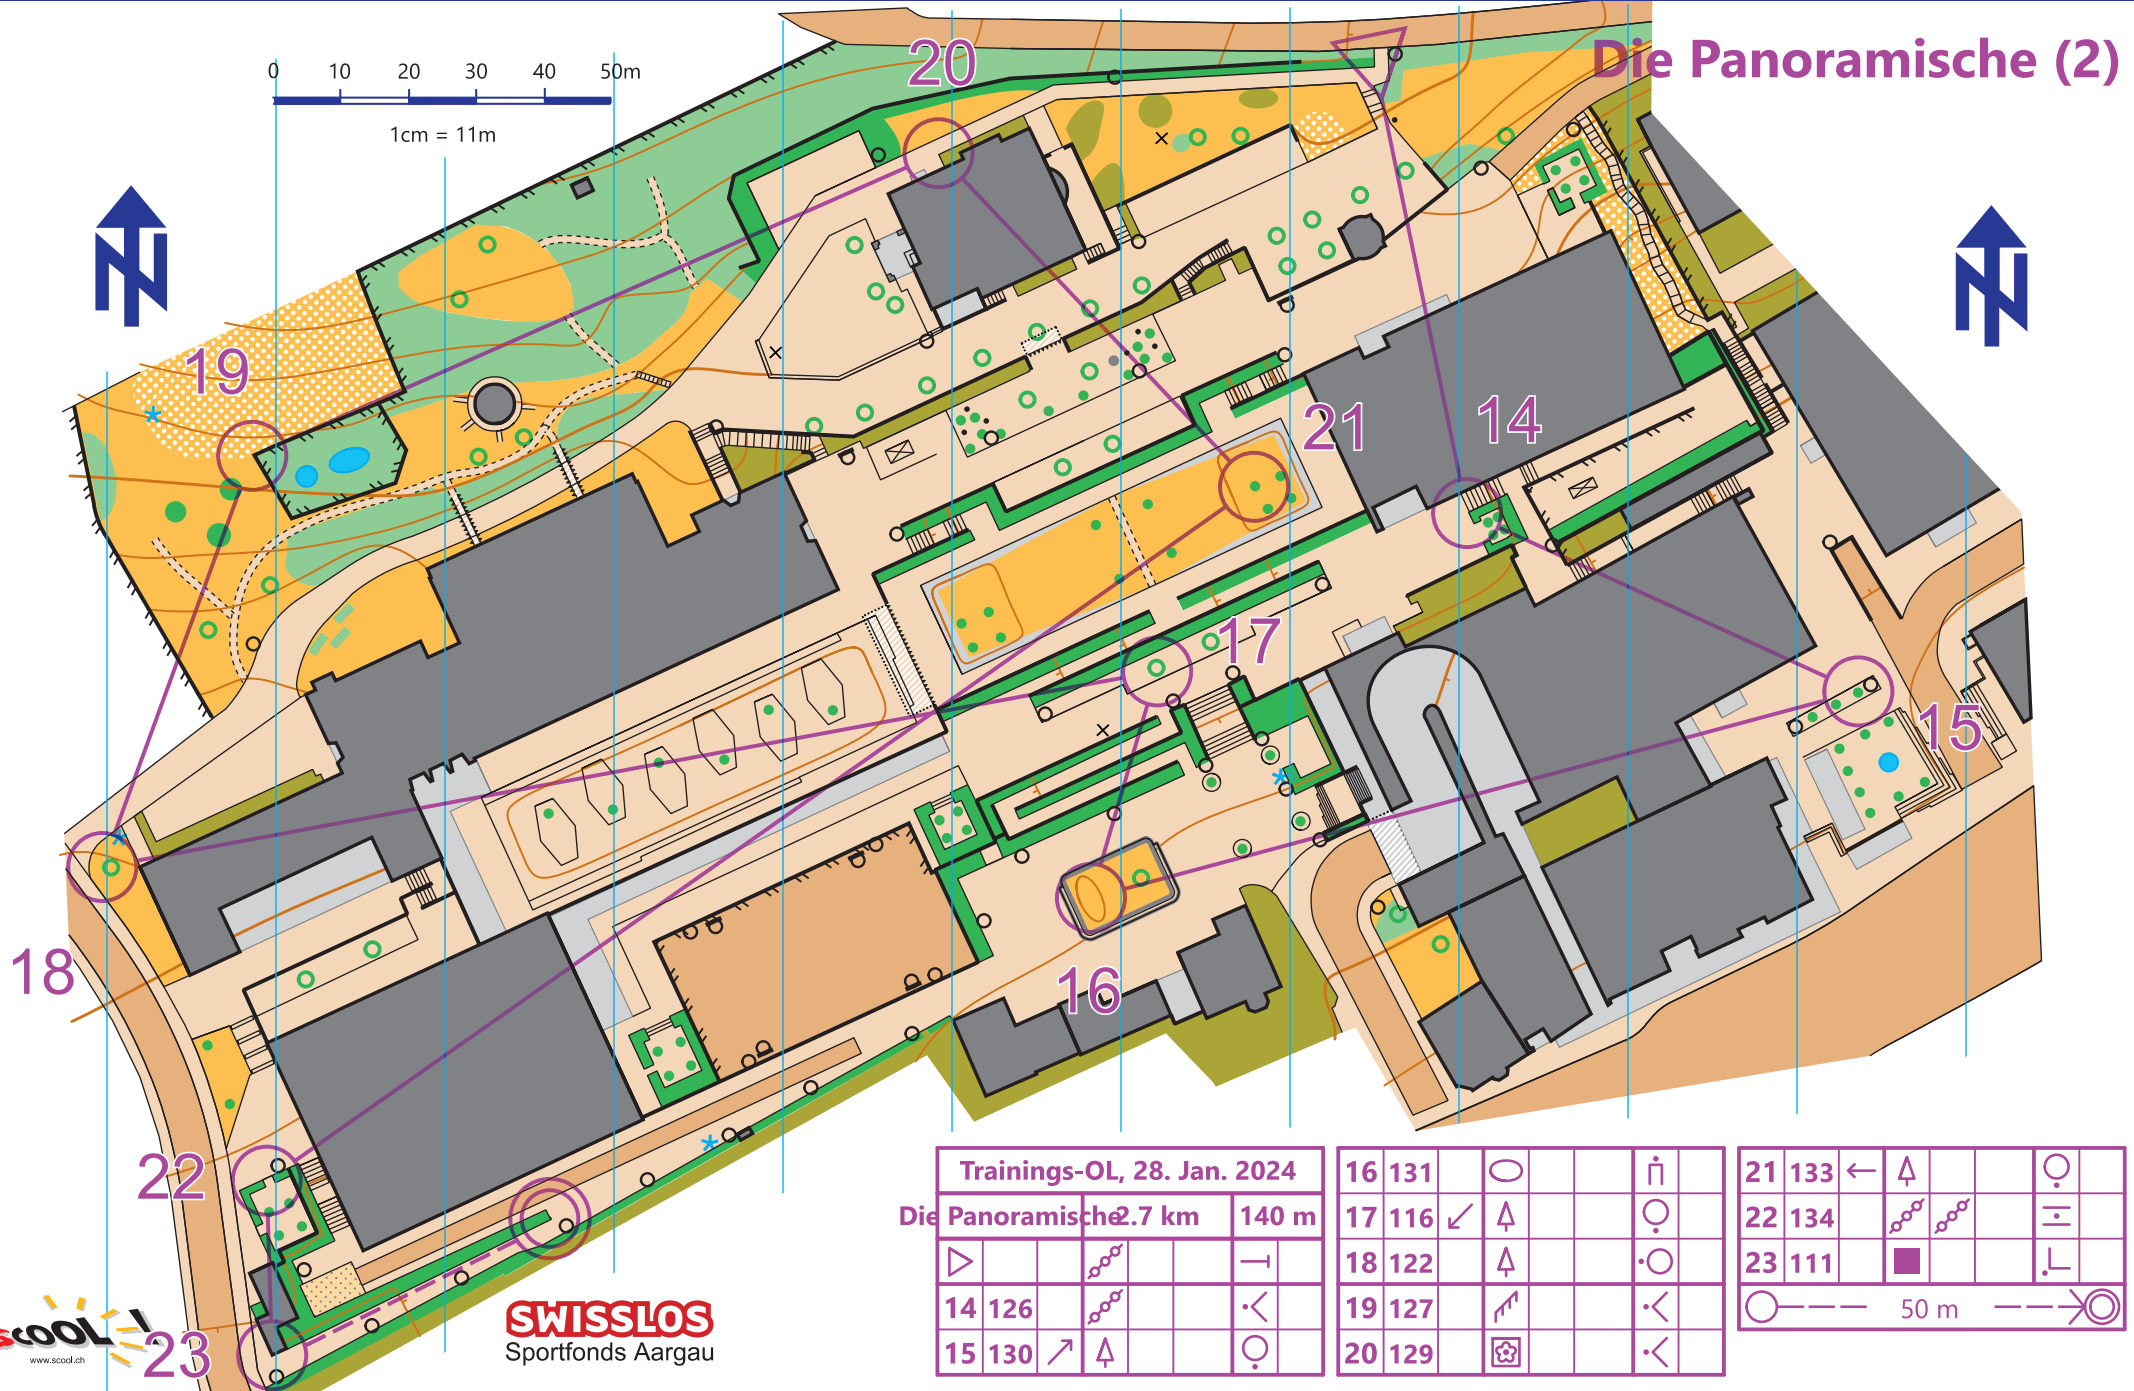 Die Panoramische (2)
0 10 20 30 40 50m
1cm = 11m
20
19
21
14
17
15
18
16
22
23
Trainings-OL, 28. Jan. 2024
Die Panoramische 2.7 km 140 m
14 126
15 130
16 131
17 116
18 122
19 127
20 129
21 133
22 134
23 111
50 m
sCOOL
www.scool.ch
SWISSLOS
Sportfonds Aargau